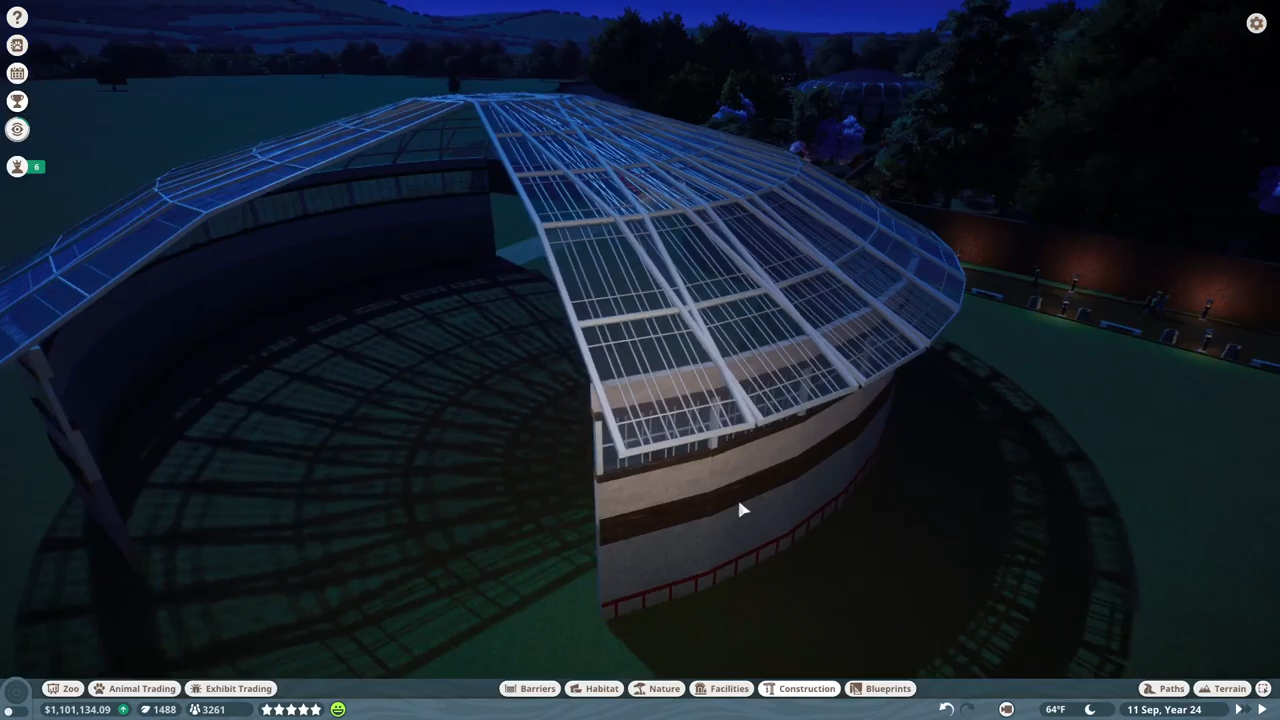 ?
6
Zoo
Animal Trading
Exhibit Trading
Barriers
Habitat
Nature
Facilities
Construction
Blueprints
Paths
Terrain
$1,101,134.09
1488
3261
64°F
11 Sep, Year 24